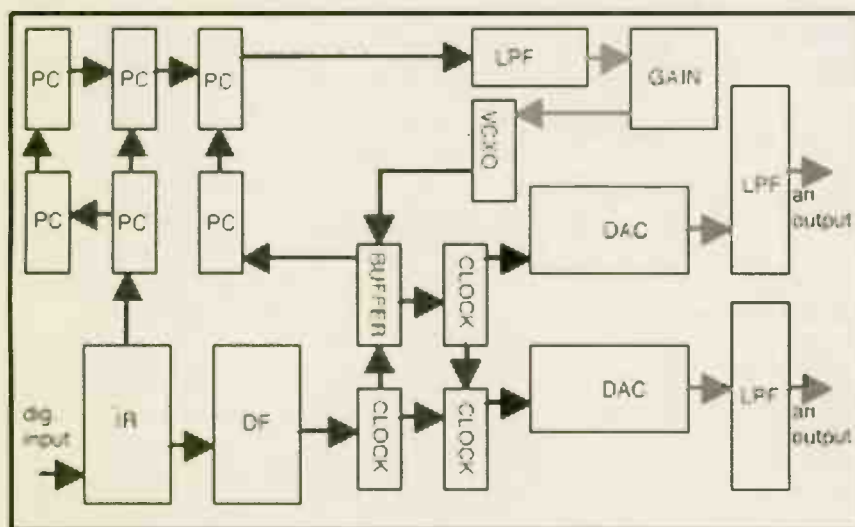 PC
PC
PC
LPF
GAIN
VCXO
PC
PC
PC
LPF
an
output
DAC
BUFFER
CLOCK
dig.
input
IR
DF
CLOCK
CLOCK
DAC
LPF
an
output